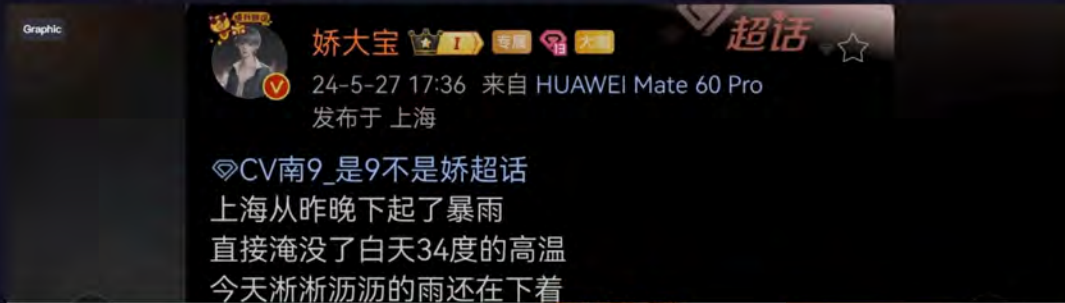 Graphic
娇大宝 I 专属 13 大咖
超话
24-5-27 17:36 来自 HUAWEI Mate 60 Pro
发布于 上海
CV南9_是9不是娇超话
上海从昨晚下起了暴雨
直接淹没了白天34度的高温
今天淅淅沥沥的雨还在下着